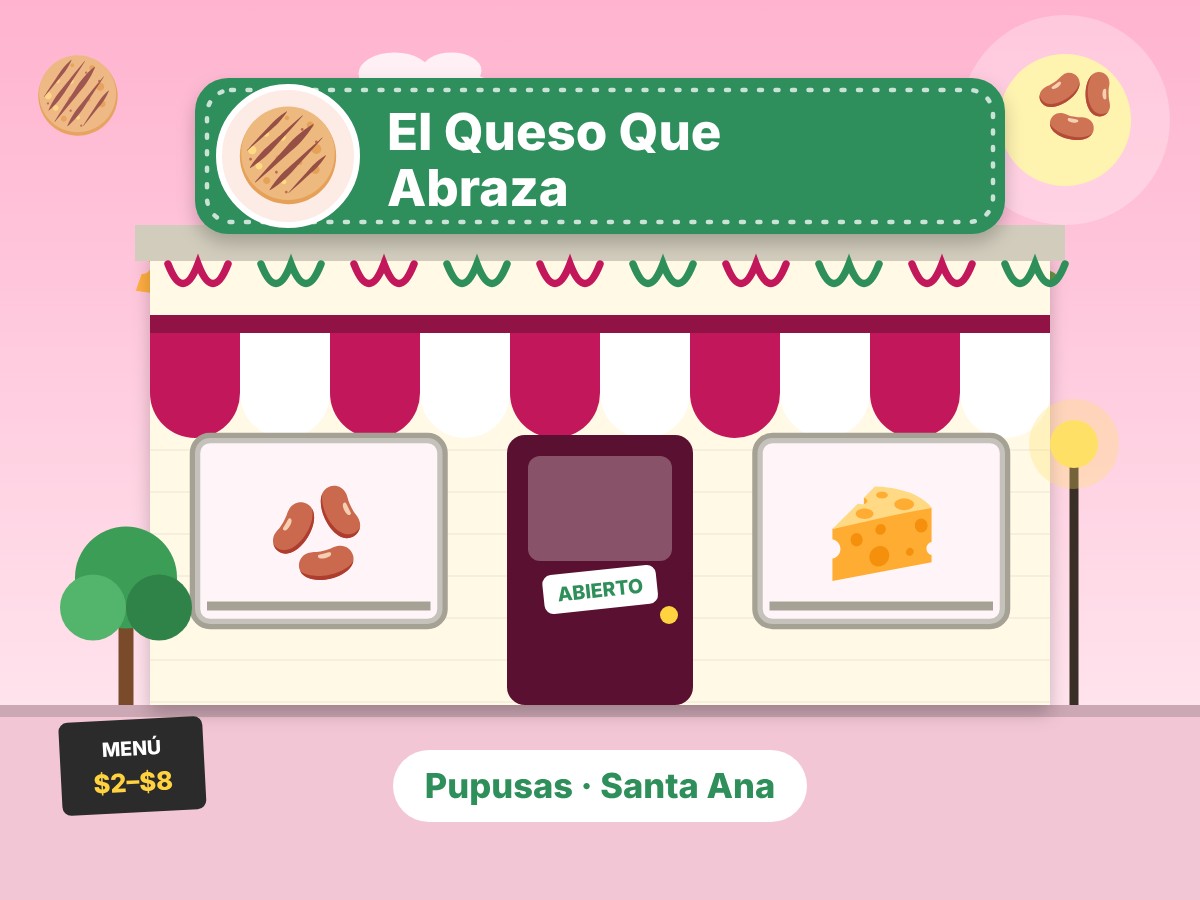 El Queso Que
Abraza
ABIERTO
MENÚ
$2–$8
Pupusas · Santa Ana